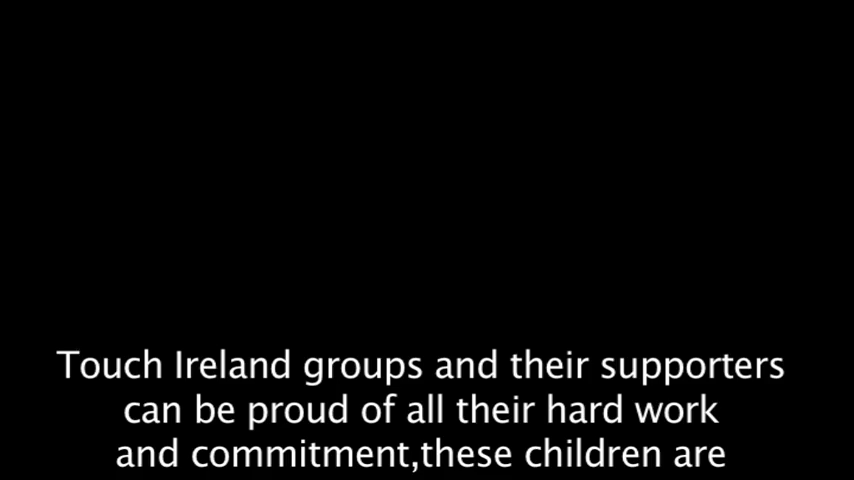 Touch Ireland groups and their supporters
can be proud of all their hard work
and commitment,these children are